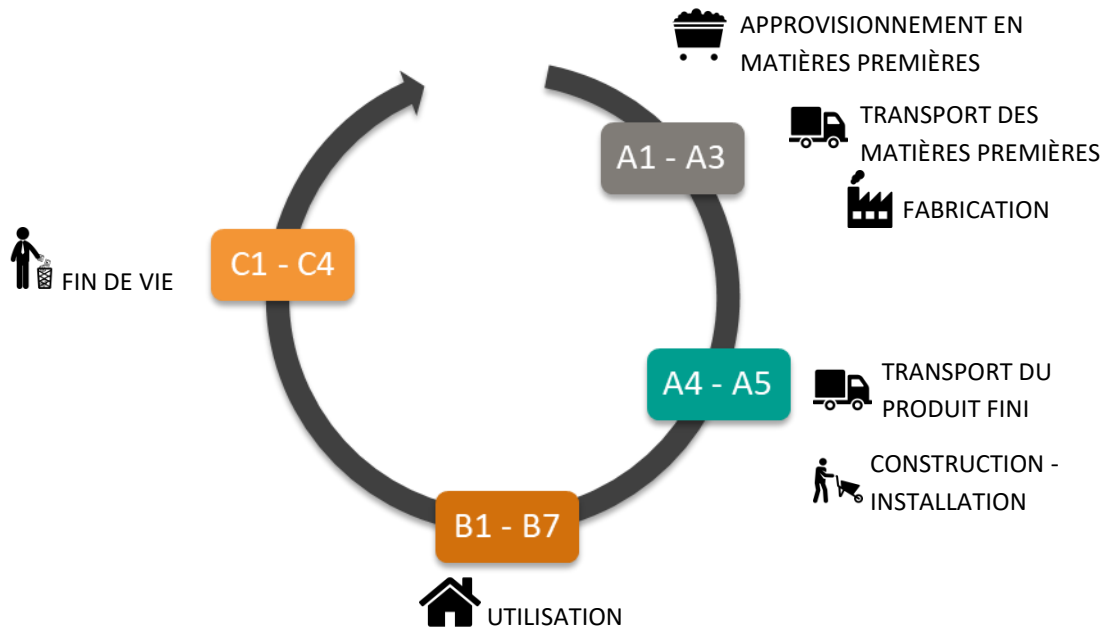 APPROVISIONNEMENT EN
MATIÈRES PREMIÈRES
TRANSPORT DES
MATIÈRES PREMIÈRES
A1 - A3
FABRICATION
C1 - C4
FIN DE VIE
A4 - A5
TRANSPORT DU
PRODUIT FINI
CONSTRUCTION -
INSTALLATION
B1 - B7
UTILISATION